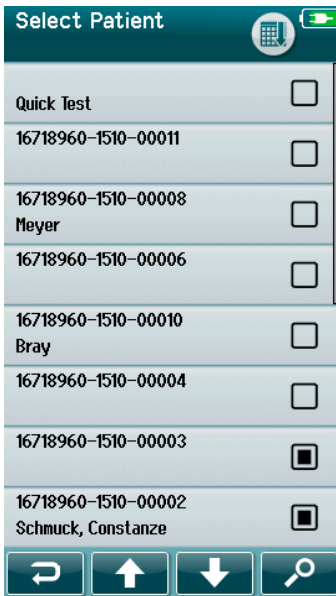 Select Patient
Quick Test
16718960-1510-00011
16718960-1510-00008
Meyer
16718960-1510-00006
16718960-1510-00010
Bray
16718960-1510-00004
16718960-1510-00003
16718960-1510-00002
Schmuck, Constanze